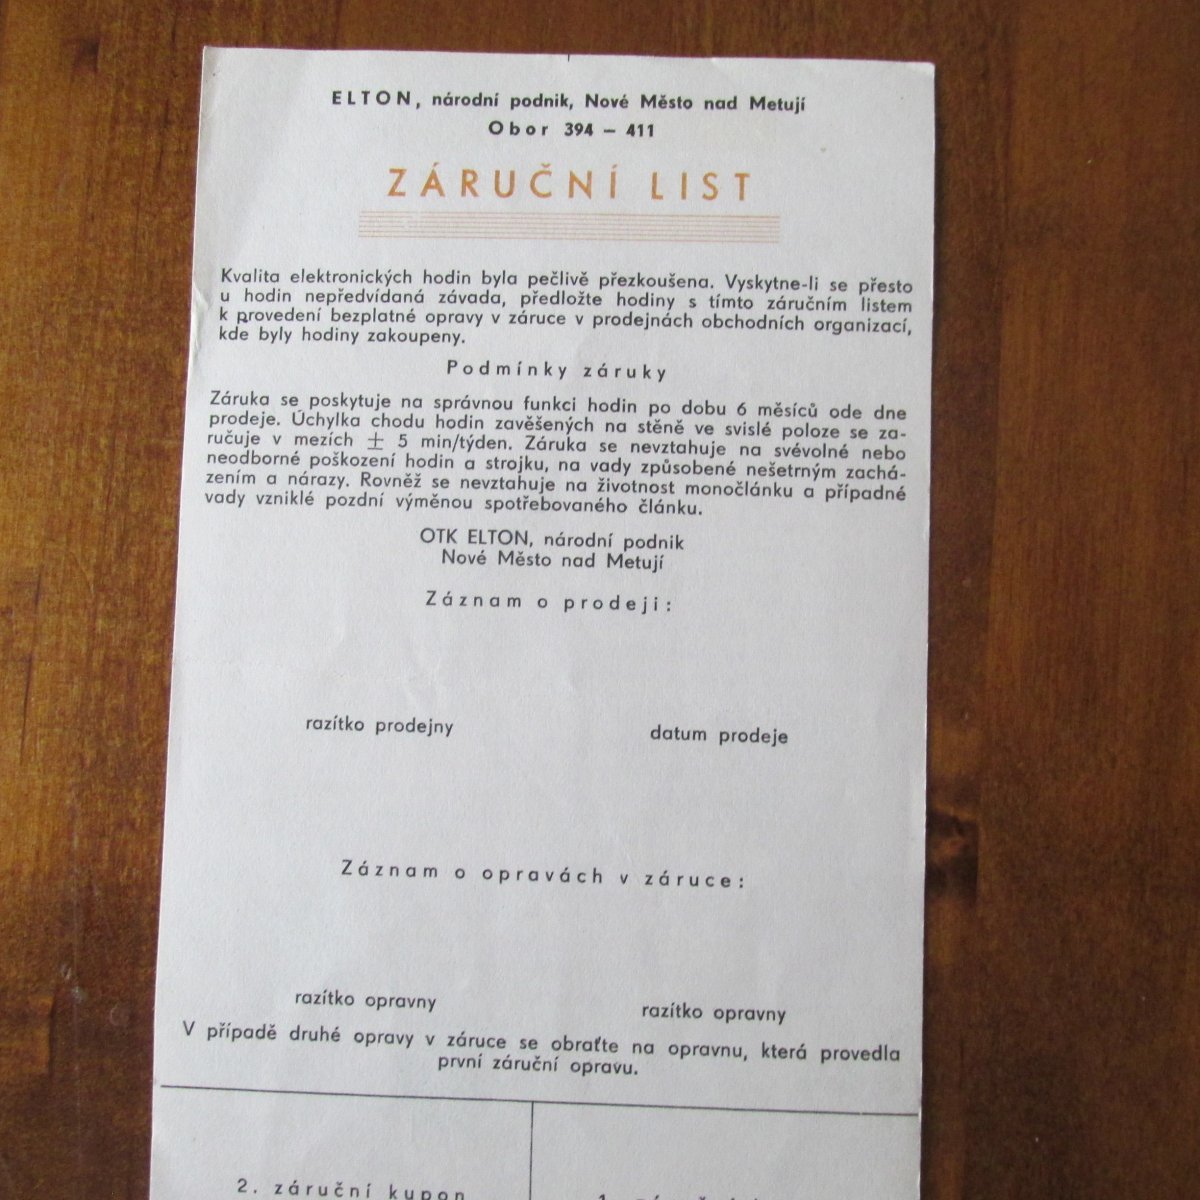 ELTON, národní podnik, Nové Město nad Metují
Obor 394 – 411
ZÁRUČNÍ LIST
Kvalita elektronických hodin byla pečlivě přezkoušena. Vyskytne-li se přesto
u hodin nepředvídaná závada, předložte hodiny s tímto záručním listem
k provedení bezplatné opravy v záruce v prodejnách obchodních organizací,
kde byly hodiny zakoupeny.
Podmínky záruky
Záruka se poskytuje na správnou funkci hodin po dobu 6 měsíců ode dne
prodeje. Úchylka chodu hodin zavěšených na stěně ve svislé poloze se za-
ručuje v mezích ± 5 min/týden. Záruka se nevztahuje na svévolné nebo
neodborné poškození hodin a strojku, na vady způsobené nešetrným zachá-
zením a nárazy. Rovněž se nevztahuje na životnost monočlánku a případné
vady vzniklé pozdní výměnou spotřebovaného článku.
OTK ELTON, národní podnik
Nové Město nad Metují
Záznam o prodeji:
razítko prodejny datum prodeje
Záznam o opravách v záruce:
razítko opravny razítko opravny
V případě druhé opravy v záruce se obraťte na opravnu, která provedla
první záruční opravu.
2. záruční kupon